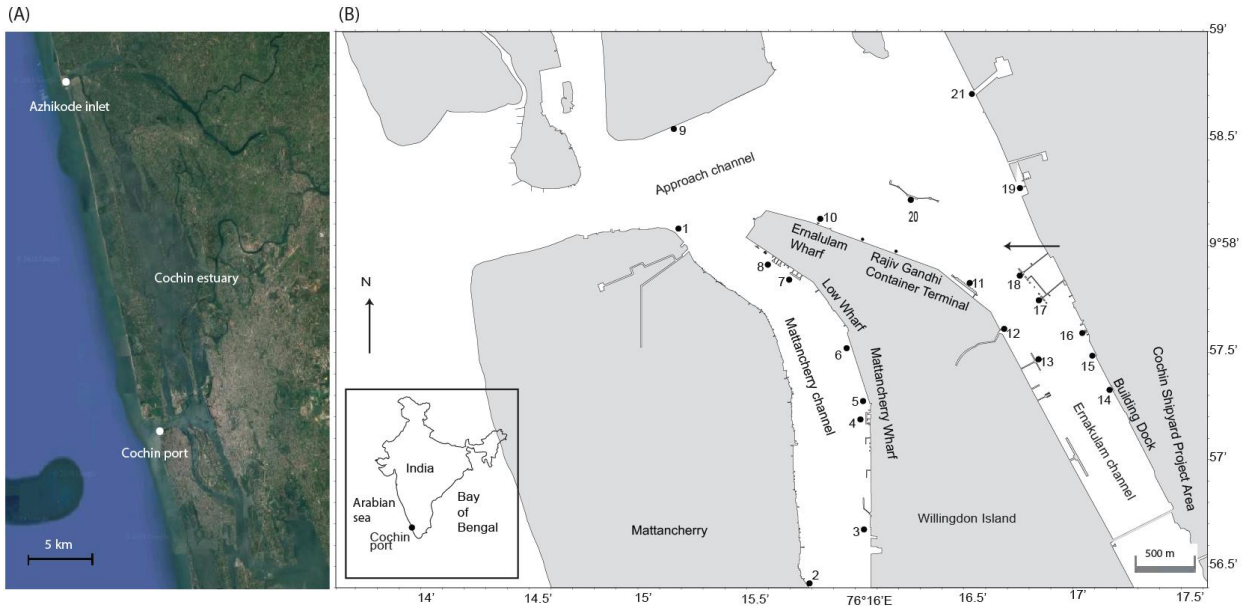 (A)
Azhikode inlet
Cochin estuary
Cochin port
5 km
(B)
59'
21
9
58.5'
Approach channel
19
20
1
10
Ernalulam
Wharf
9°58'
N
8
7
Rajiv Gandhi
Container Terminal
11
18
17
Low Wharf
12
16
6
13
15
57.5'
Mattancherry channel
Mattancherry Wharf
5
4
14
Building Dock
Cochin Shipyard Project Area
Ernakulam channel
India
Arabian
sea
Bay
of
Bengal
Cochin
port
57'
Mattancherry
3
Willingdon Island
2
500 m
56.5'
14'
14.5'
15'
15.5'
76°16'E
16.5'
17'
17.5'